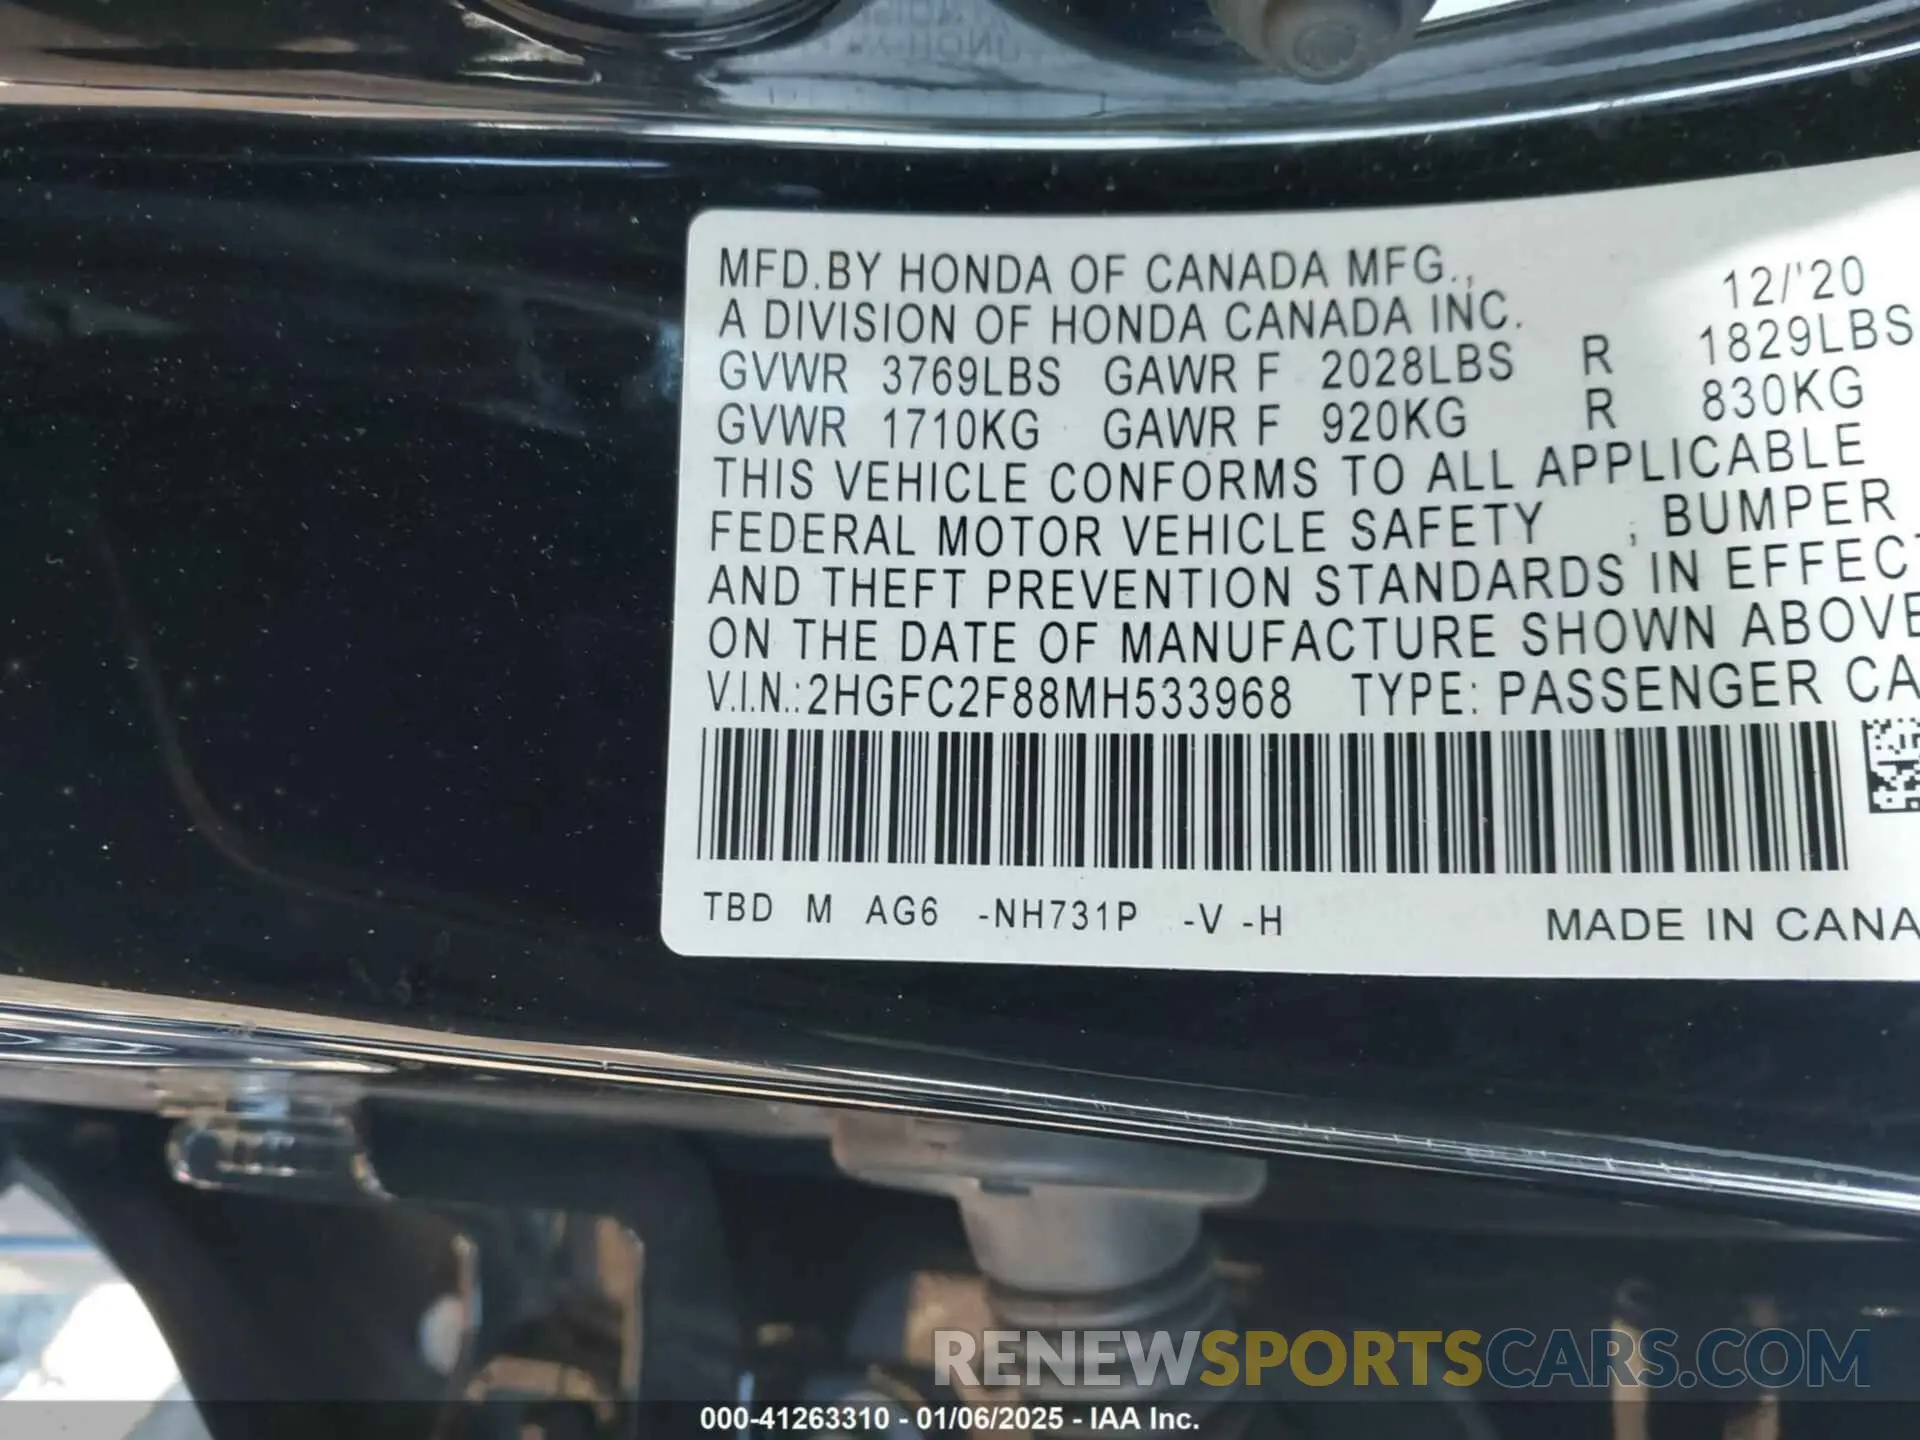 MFD.BY HONDA OF CANADA MFG.,
A DIVISION OF HONDA CANADA INC. 12/'20
GVWR 3769LBS GAWR F 2028LBS R 1829LBS
GVWR 1710KG GAWR F 920KG R 830KG
THIS VEHICLE CONFORMS TO ALL APPLICABLE
FEDERAL MOTOR VEHICLE SAFETY , BUMPER
AND THEFT PREVENTION STANDARDS IN EFFECT
ON THE DATE OF MANUFACTURE SHOWN ABOVE
V.I.N.:2HGFC2F88MH533968 TYPE: PASSENGER CA
TBD M AG6 -NH731P -V -H MADE IN CANA
RENEWSPORTSCARS.COM
000-41263310 - 01/06/2025 - IAA Inc.